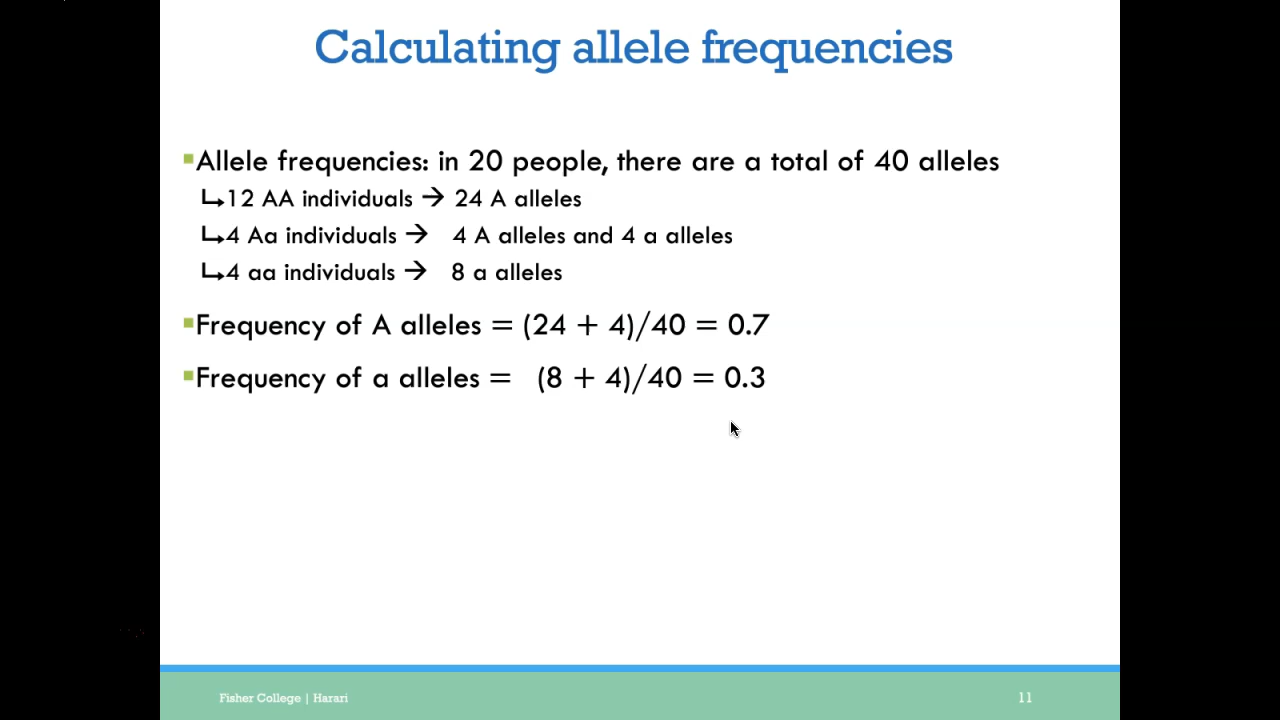 Calculating allele frequencies
▪Allele frequencies: in 20 people, there are a total of 40 alleles
↳12 AA individuals → 24 A alleles
↳4 Aa individuals → 4 A alleles and 4 a alleles
↳4 aa individuals → 8 a alleles
▪Frequency of A alleles = (24 + 4)/40 = 0.7
▪Frequency of a alleles = (8 + 4)/40 = 0.3
Fisher College | Harari
11